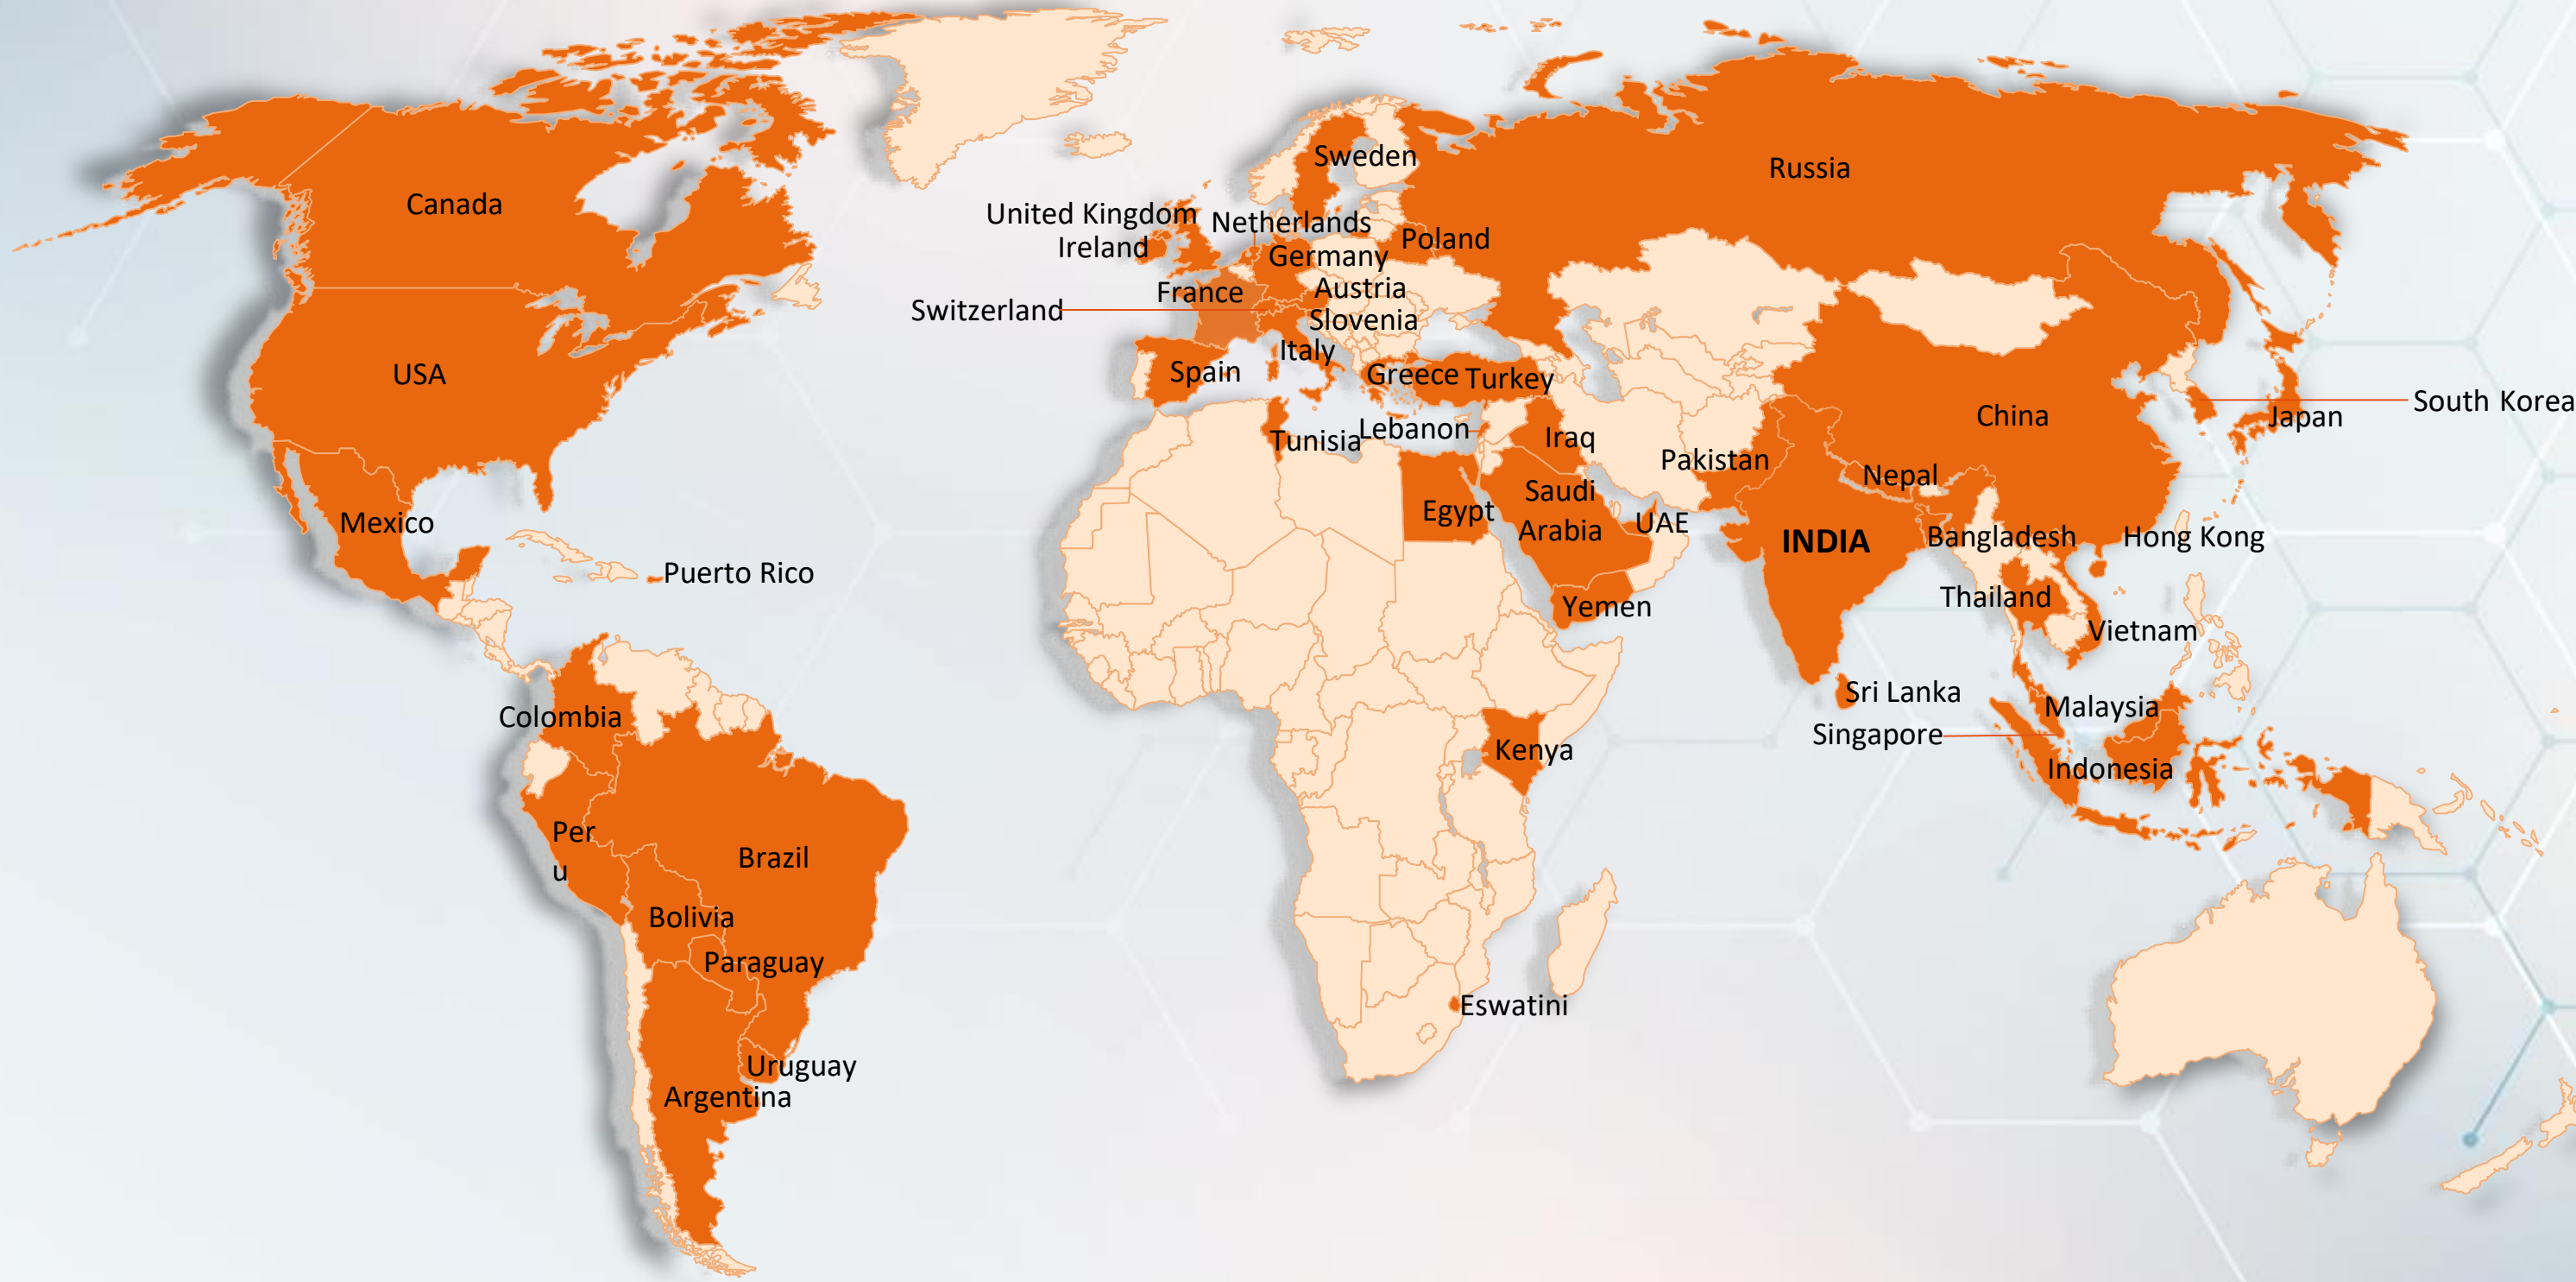 Canada
USA
Mexico
Puerto Rico
Colombia
Per
u
Brazil
Bolivia
Paraguay
Uruguay
Argentina
Sweden
United Kingdom
Ireland
Netherlands
Poland
Germany
France
Austria
Switzerland
Slovenia
Italy
Spain
Greece
Turkey
Russia
Tunisia
Lebanon
Iraq
Egypt
Saudi
Arabia
UAE
Yemen
Kenya
Eswatini
Pakistan
Nepal
INDIA
Bangladesh
China
South Korea
Japan
Hong Kong
Thailand
Vietnam
Sri Lanka
Malaysia
Singapore
Indonesia